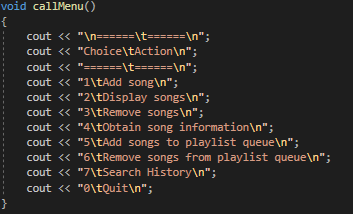 void callMenu()
{
cout << "\n======\t======\n";
cout << "Choice\tAction\n";
cout << "======\t======\n";
cout << "1\tAdd song\n";
cout << "2\tDisplay songs\n";
cout << "3\tRemove songs\n";
cout << "4\tObtain song information\n";
cout << "5\tAdd songs to playlist queue\n";
cout << "6\tRemove songs from playlist queue\n";
cout << "7\tSearch History\n";
cout << "0\tQuit\n";
}